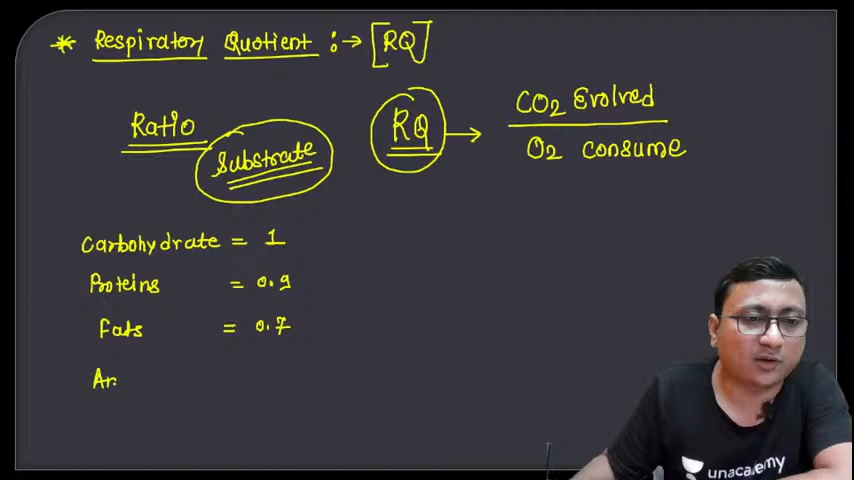 * Respiratory Quotient :→ [RQ]
Ratio
Substrate
RQ → CO2 Evolved
O2 consume
Carbohydrate = 1
Proteins = 0.9
Fats = 0.7
An
unacademy